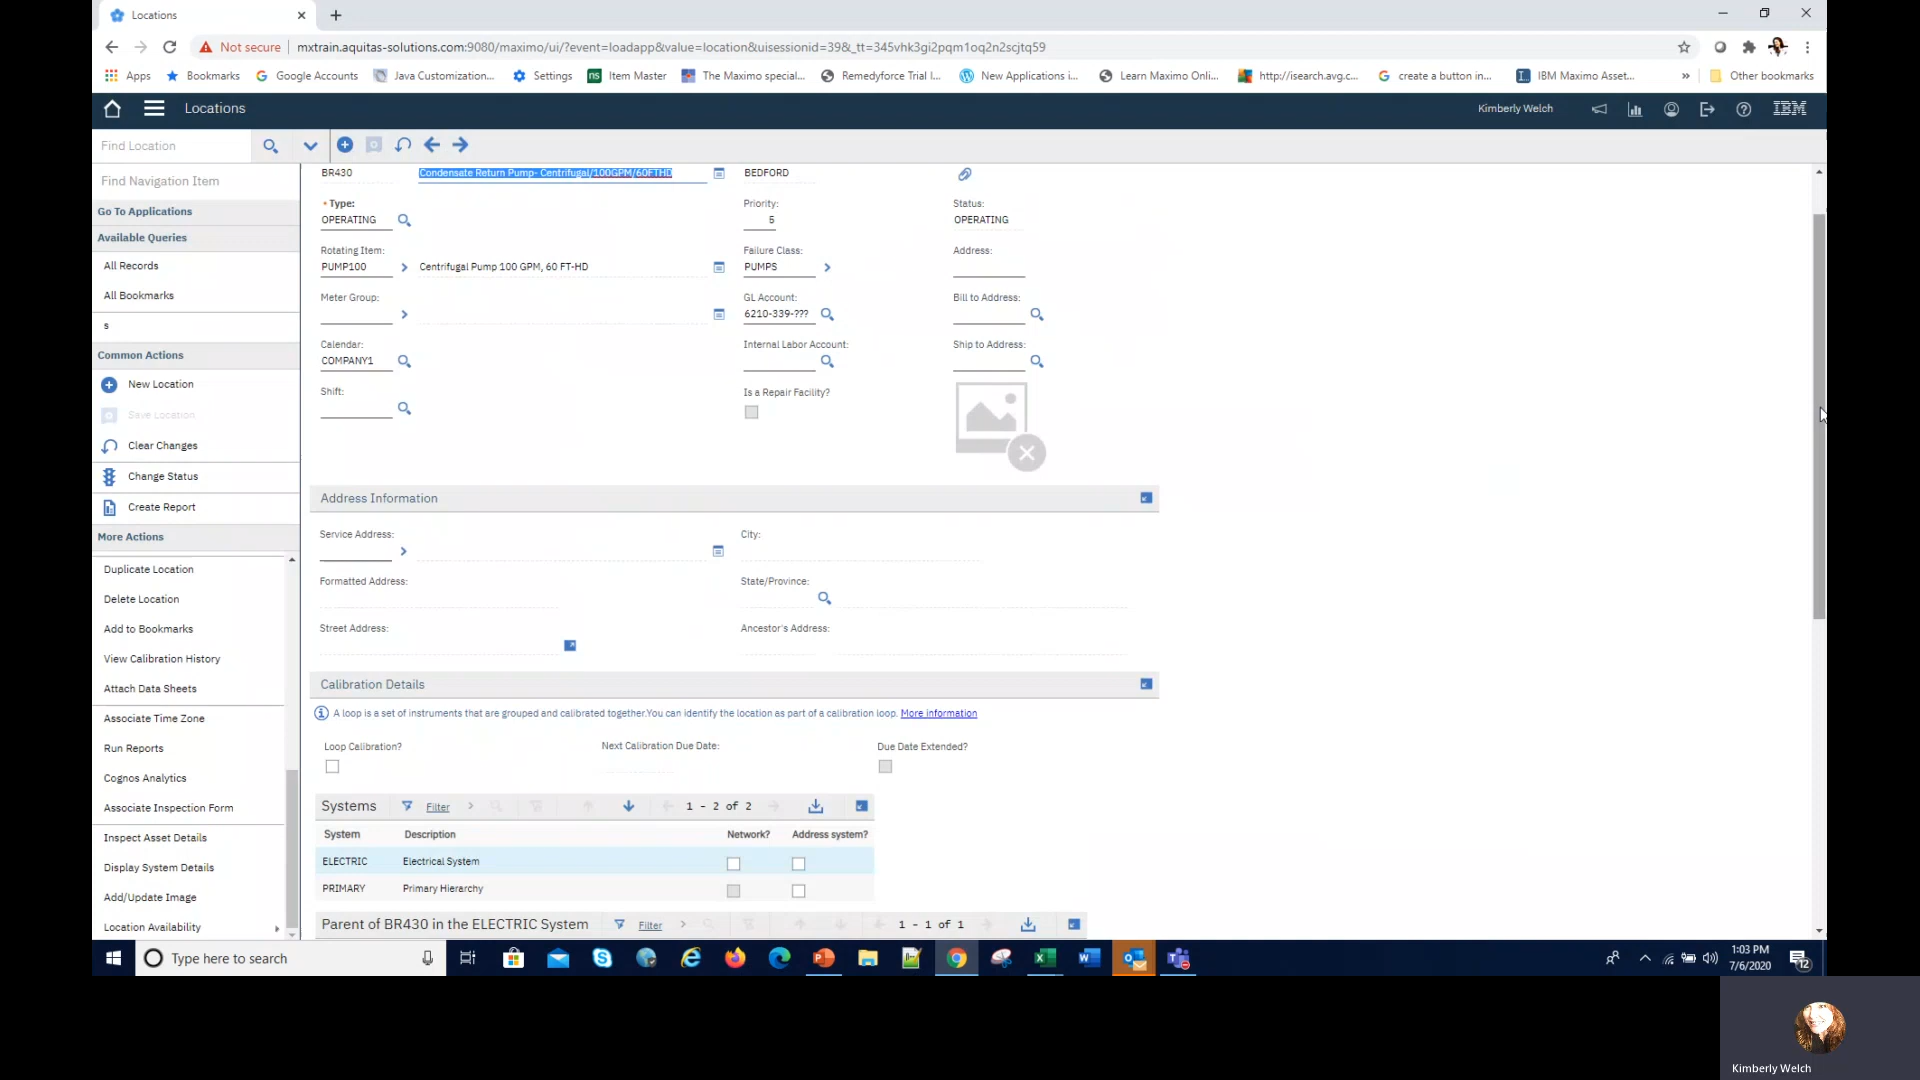 Locations
Not secure | mxtrain.aquitas-solutions.com:9080/maximo/ui/?event=loadapp&value=location&uisessionid=39&_tt=345vhk3gi2pqm1oq2n2scjtq59
Apps Bookmarks Google Accounts Java Customization... Settings ns Item Master The Maximo special... Remedyforce Trial I... New Applications i... Learn Maximo Onli... http://isearch.avg.c... create a button in... IBM Maximo Asset... » Other bookmarks
Locations Kimberly Welch IBM
Find Location
Find Navigation Item
Go To Applications
Available Queries
All Records
All Bookmarks
s
Common Actions
New Location
Save Location
Clear Changes
Change Status
Create Report
More Actions
Duplicate Location
Delete Location
Add to Bookmarks
View Calibration History
Attach Data Sheets
Associate Time Zone
Run Reports
Cognos Analytics
Associate Inspection Form
Inspect Asset Details
Display System Details
Add/Update Image
Location Availability
BR430 Condensate Return Pump- Centrifugal/100GPM/60FTHD BEDFORD
* Type: Priority: Status:
OPERATING 5 OPERATING
Rotating Item: Failure Class: Address:
PUMP100 Centrifugal Pump 100 GPM, 60 FT-HD PUMPS
Meter Group: GL Account: Bill to Address:
6210-339-???
Calendar: Internal Labor Account: Ship to Address:
COMPANY1
Shift: Is a Repair Facility?
Address Information
Service Address: City:
Formatted Address: State/Province:
Street Address: Ancestor's Address:
Calibration Details
A loop is a set of instruments that are grouped and calibrated together.You can identify the location as part of a calibration loop. More information
Loop Calibration? Next Calibration Due Date: Due Date Extended?
Systems Filter 1 - 2 of 2
System Description Network? Address system?
ELECTRIC Electrical System
PRIMARY Primary Hierarchy
Parent of BR430 in the ELECTRIC System Filter 1 - 1 of 1
Type here to search
1:03 PM
7/6/2020
12
Kimberly Welch